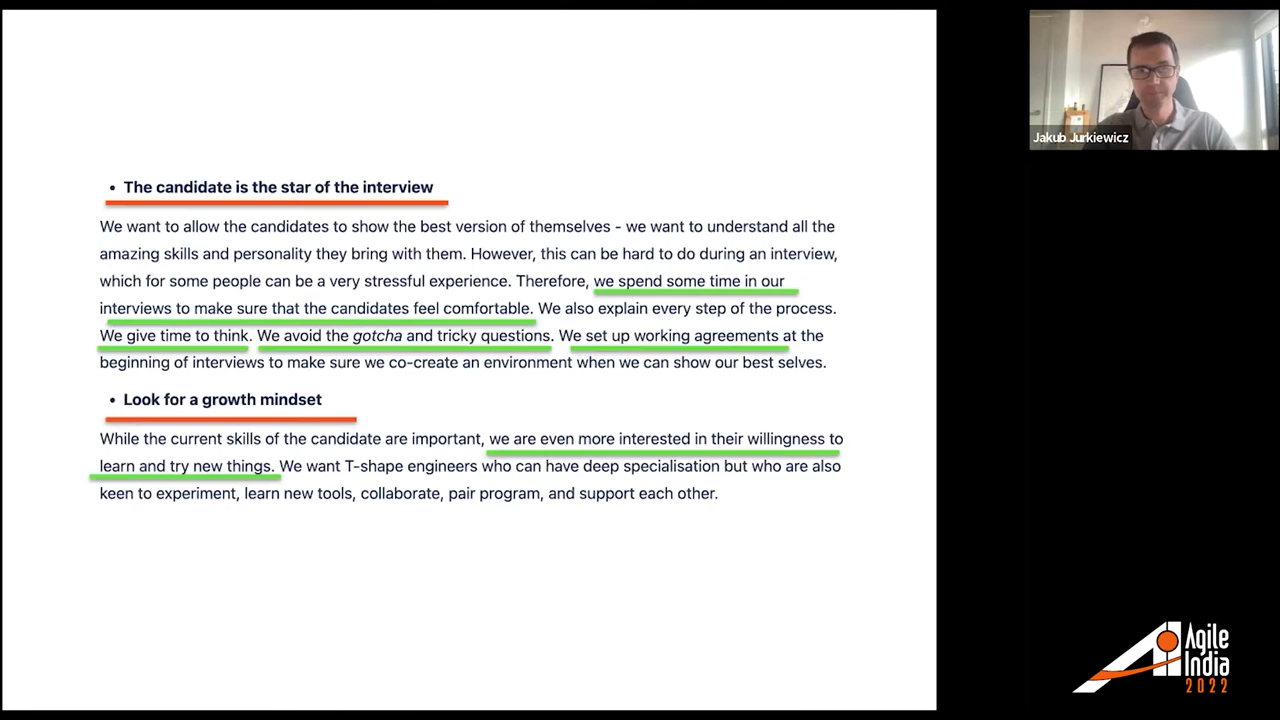 • The candidate is the star of the interview
We want to allow the candidates to show the best version of themselves - we want to understand all the
amazing skills and personality they bring with them. However, this can be hard to do during an interview,
which for some people can be a very stressful experience. Therefore, we spend some time in our
interviews to make sure that the candidates feel comfortable. We also explain every step of the process.
We give time to think. We avoid the gotcha and tricky questions. We set up working agreements at the
beginning of interviews to make sure we co-create an environment when we can show our best selves.
• Look for a growth mindset
While the current skills of the candidate are important, we are even more interested in their willingness to
learn and try new things. We want T-shape engineers who can have deep specialisation but who are also
keen to experiment, learn new tools, collaborate, pair program, and support each other.
Jakub Jurkiewicz
Agile
India
2022